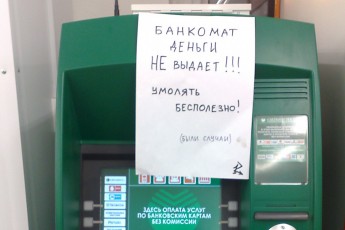 БАНКОМАТ
ДЕНЬГИ
НЕ ВЫДАЕТ!!!
УМОЛЯТЬ
БЕСПОЛЕЗНО!
(БЫЛИ СЛУЧАИ)
ЗДЕСЬ ОПЛАТА УСЛУГ
ПО БАНКОВСКИМ КАРТАМ
БЕЗ КОМИССИИ